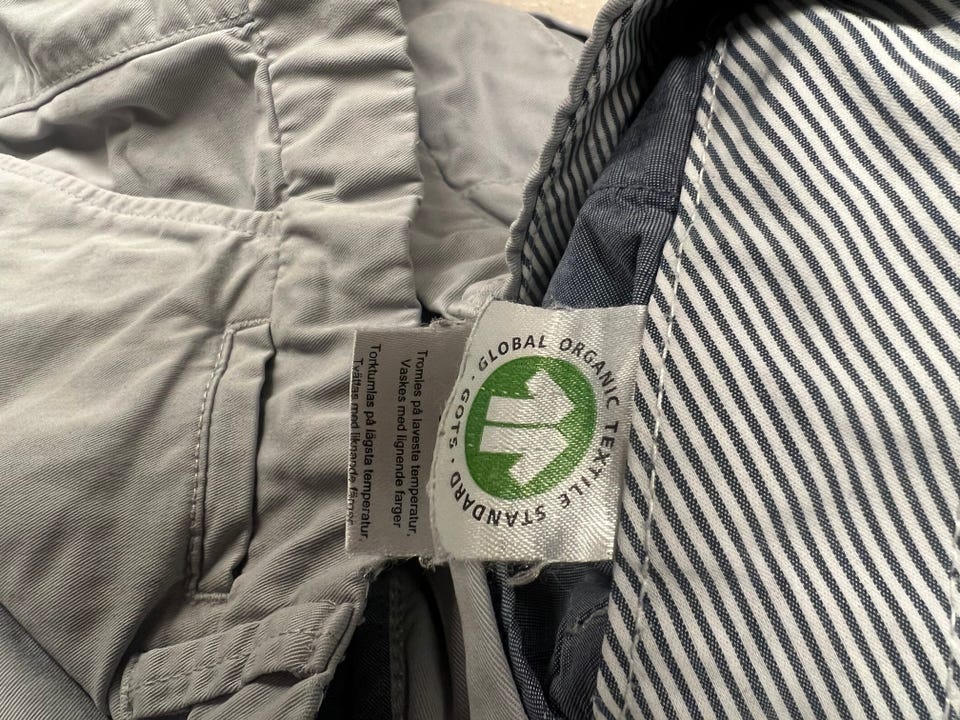 Tromles på laveste temperatur.
Vaskes med lignende farger
Torktumlas på lägsta temperatur.
Tvättas med liknande färger
· GLOBAL ORGANIC TEXTILE STANDARD · GOTS